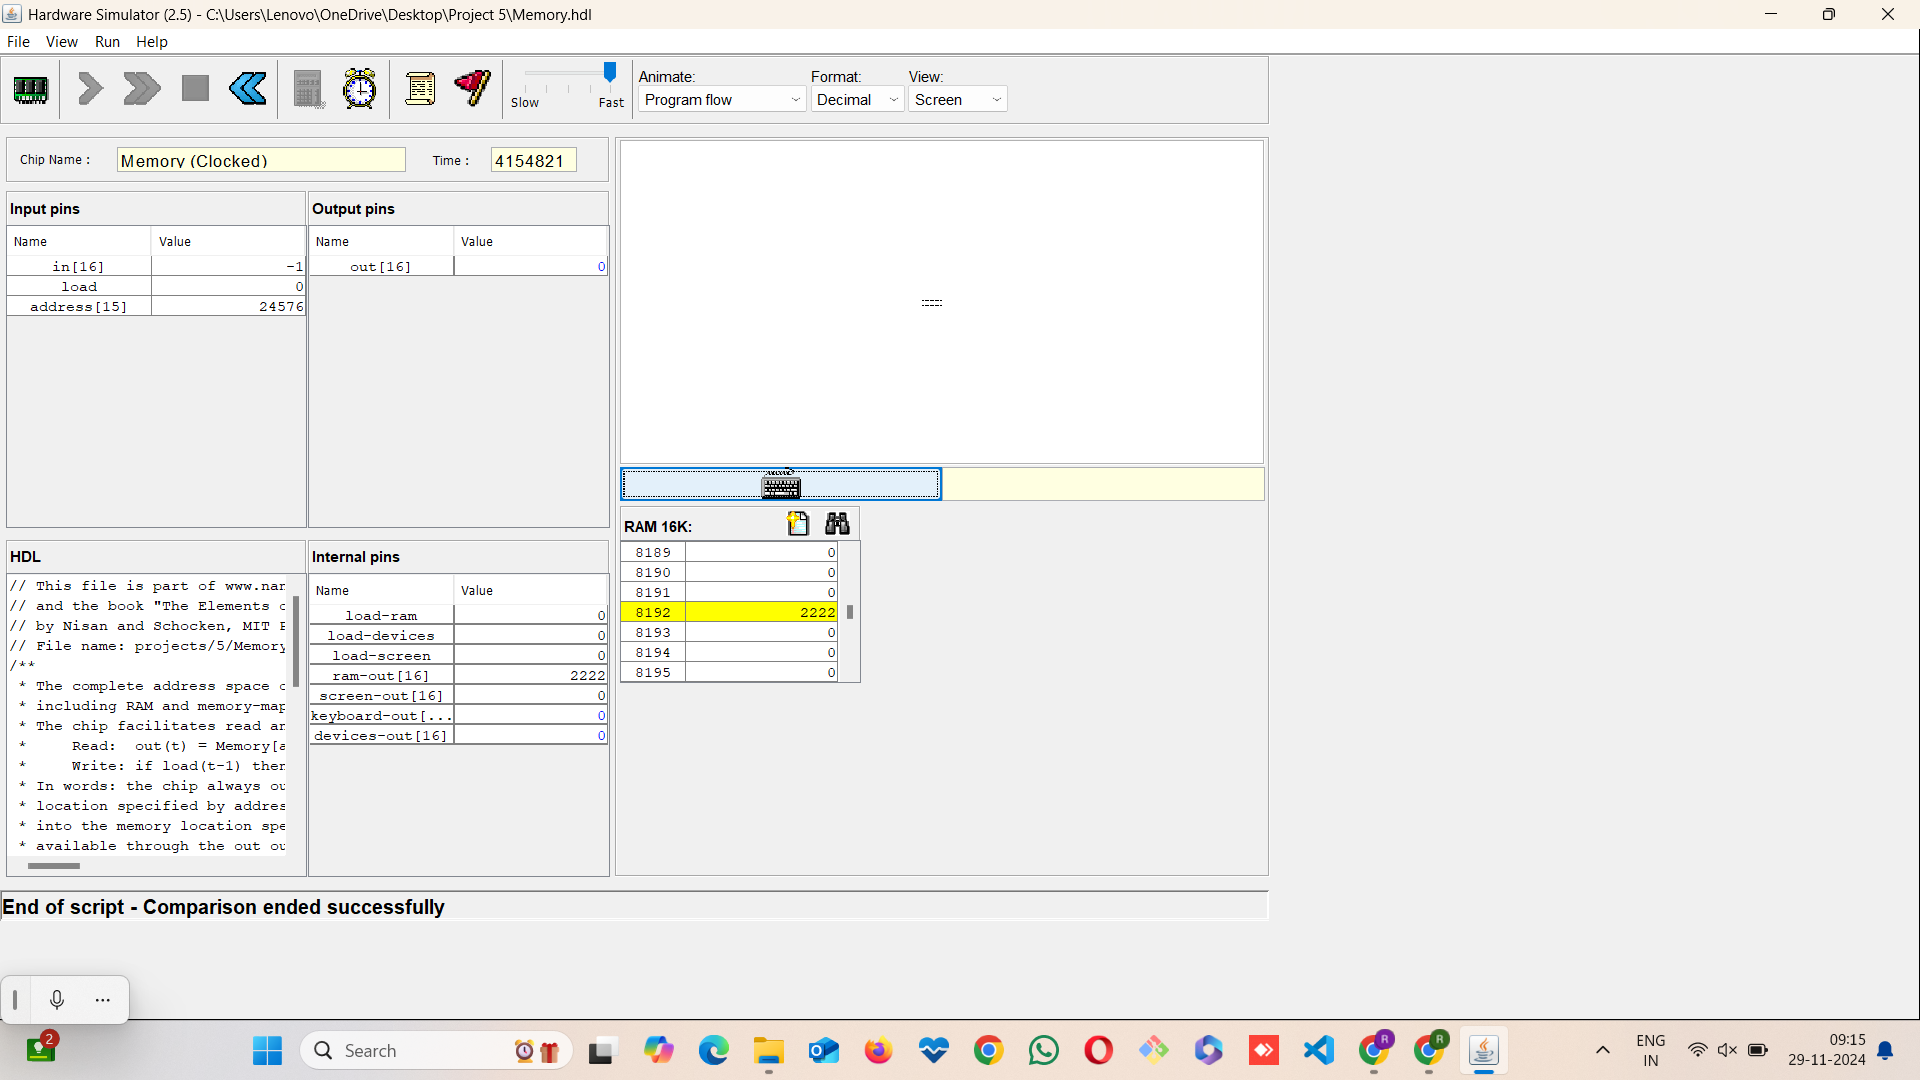 Hardware Simulator (2.5) - C:\Users\Lenovo\OneDrive\Desktop\Project 5\Memory.hdl
File View Run Help
Slow Fast
Animate: Format: View:
Program flow Decimal Screen
Chip Name : Memory (Clocked) Time : 4154821
Input pins
Name Value
in[16] -1
load 0
address[15] 24576
Output pins
Name Value
out[16] 0
HDL
// This file is part of www.nan
// and the book "The Elements o
// by Nisan and Schocken, MIT P
// File name: projects/5/Memory
/**
* The complete address space o
* including RAM and memory-map
* The chip facilitates read an
* Read: out(t) = Memory[a
* Write: if load(t-1) then
* In words: the chip always ou
* location specified by addres
* into the memory location spe
* available through the out ou
Internal pins
Name Value
load-ram 0
load-devices 0
load-screen 0
ram-out[16] 2222
screen-out[16] 0
keyboard-out[... 0
devices-out[16] 0
RAM 16K:
8189 0
8190 0
8191 0
8192 2222
8193 0
8194 0
8195 0
End of script - Comparison ended successfully
2
Search
R
R
ENG
IN
09:15
29-11-2024